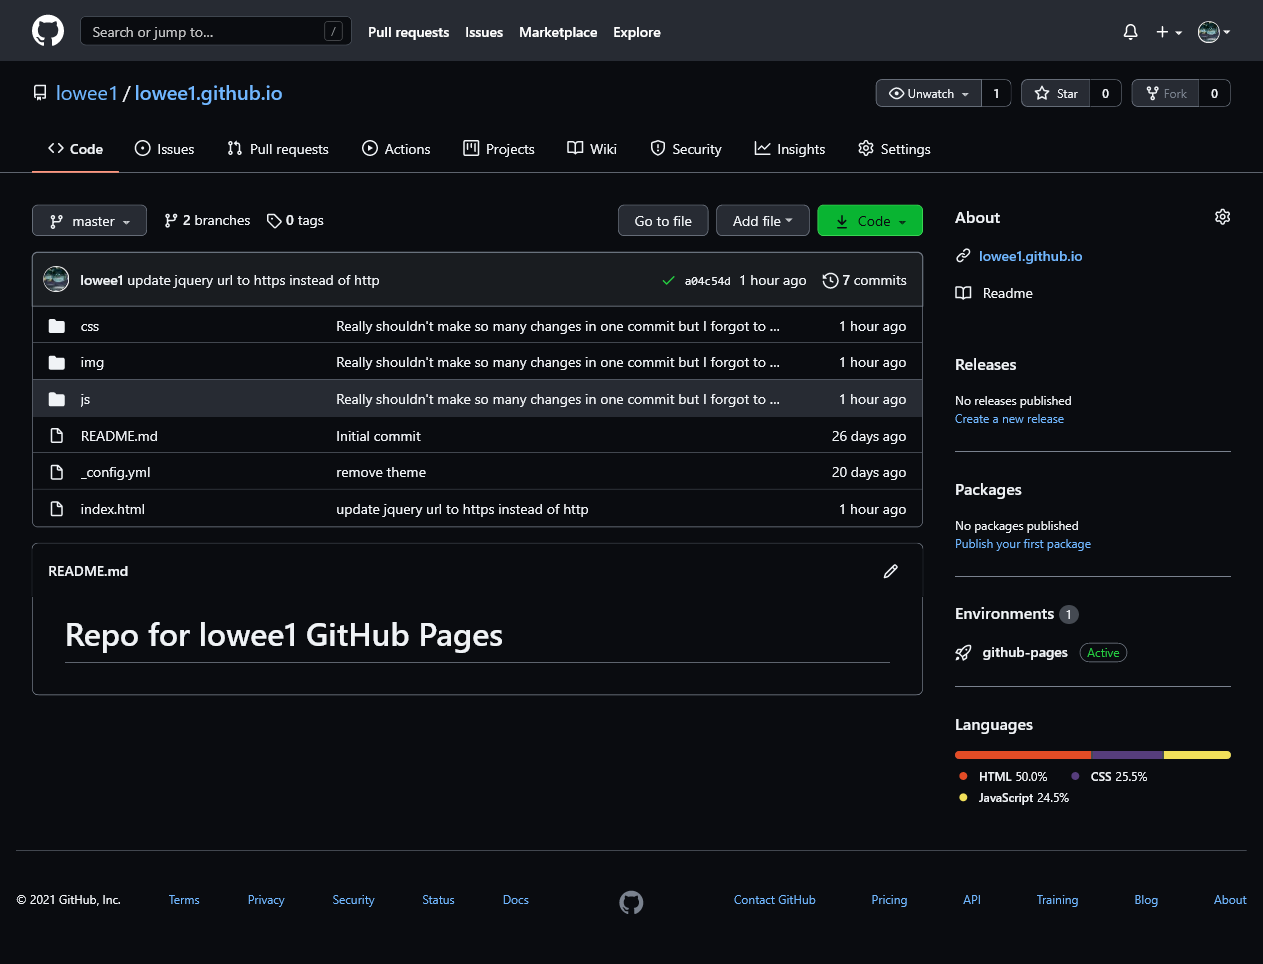 Search or jump to... /
Pull requests Issues Marketplace Explore
lowee1 / lowee1.github.io
Unwatch 1 Star 0 Fork 0
Code Issues Pull requests Actions Projects Wiki Security Insights Settings
master 2 branches 0 tags Go to file Add file Code
lowee1 update jquery url to https instead of http a04c54d 1 hour ago 7 commits
css Really shouldn't make so many changes in one commit but I forgot to ... 1 hour ago
img Really shouldn't make so many changes in one commit but I forgot to ... 1 hour ago
js Really shouldn't make so many changes in one commit but I forgot to ... 1 hour ago
README.md Initial commit 26 days ago
_config.yml remove theme 20 days ago
index.html update jquery url to https instead of http 1 hour ago
README.md
Repo for lowee1 GitHub Pages
About
lowee1.github.io
Readme
Releases
No releases published
Create a new release
Packages
No packages published
Publish your first package
Environments 1
github-pages Active
Languages
HTML 50.0% CSS 25.5%
JavaScript 24.5%
© 2021 GitHub, Inc. Terms Privacy Security Status Docs Contact GitHub Pricing API Training Blog About